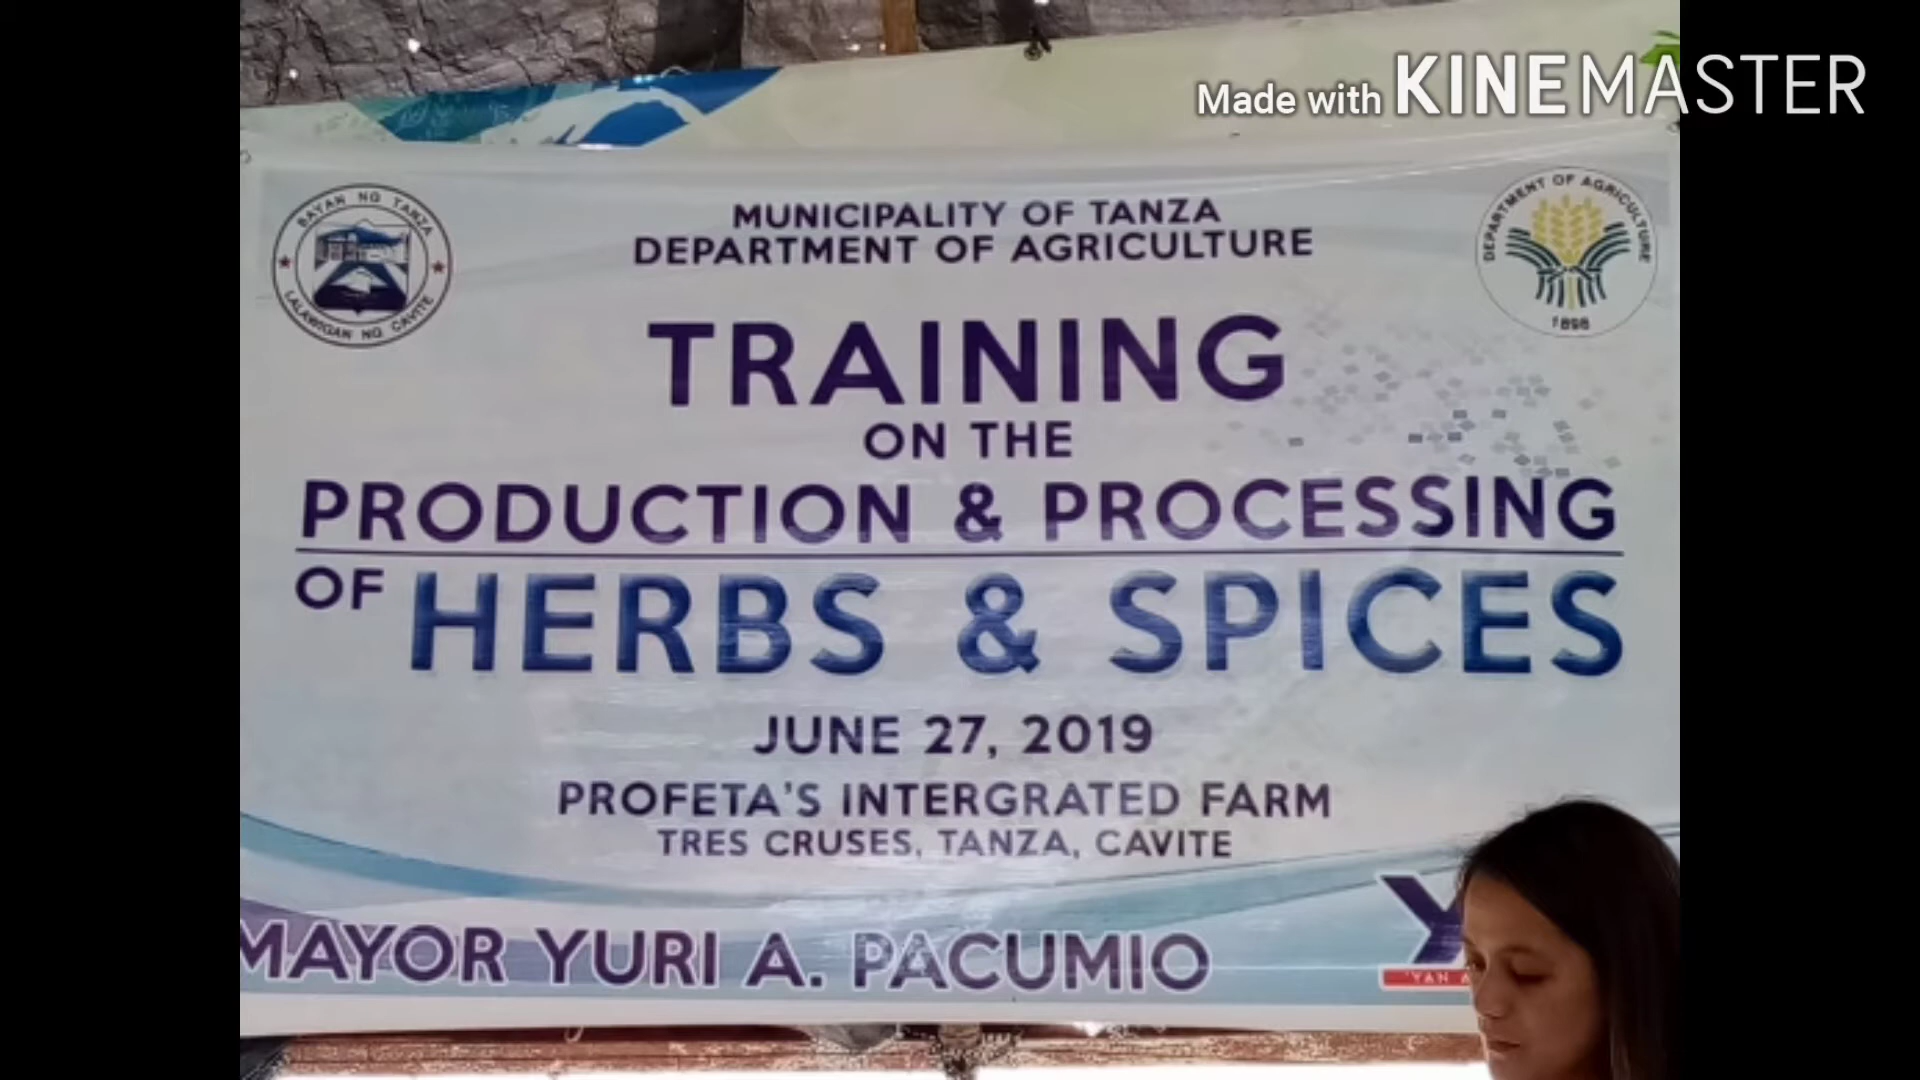 Made with KINEMASTER
BAYAN NG TANZA
LALAWIGAN NG CAVITE
DEPARTMENT OF AGRICULTURE
1898
MUNICIPALITY OF TANZA
DEPARTMENT OF AGRICULTURE
TRAINING
ON THE
PRODUCTION & PROCESSING
OF HERBS & SPICES
JUNE 27, 2019
PROFETA'S INTERGRATED FARM
TRES CRUSES, TANZA, CAVITE
MAYOR YURI A. PACUMIO
'YAN